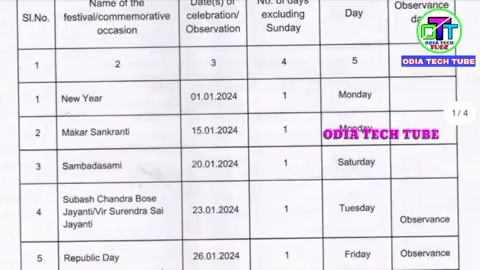 Sl.No. Name of the festival/commemorative occasion Date(s) of celebration/ Observation No. of days excluding Sunday Day Observance
1 2 3 4 5
1 New Year 01.01.2024 1 Monday
2 Makar Sankranti 15.01.2024 1 Monday
3 Sambadasami 20.01.2024 1 Saturday
4 Subash Chandra Bose Jayanti/Vir Surendra Sai Jayanti 23.01.2024 1 Tuesday Observance
5 Republic Day 26.01.2024 1 Friday Observance
ODIA TECH TUBE
ODIA TECH TUBE
1/4
ODIA TECH TUBE